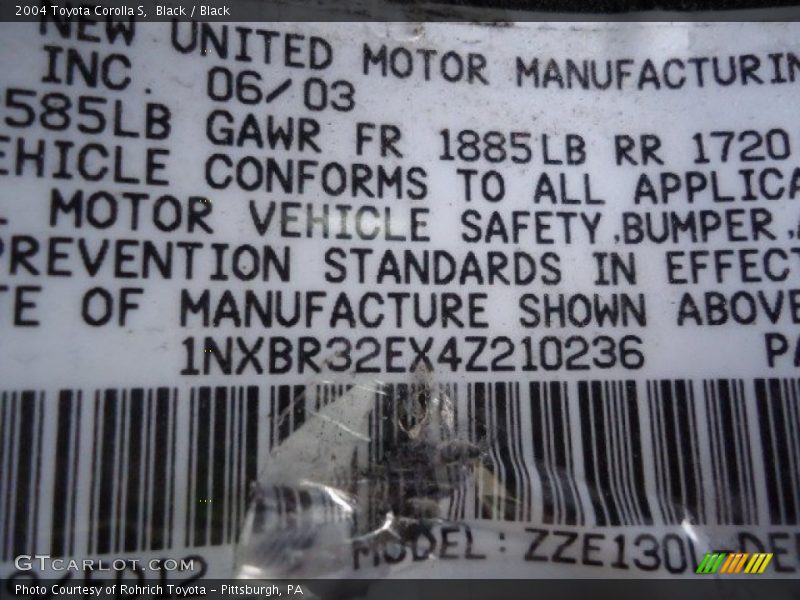 2004 Toyota Corolla S,  Black / Black
NEW UNITED MOTOR MANUFACTURIN
INC. 06/03
585LB GAWR FR 1885LB RR 1720
EHICLE CONFORMS TO ALL APPLICA
MOTOR VEHICLE SAFETY,BUMPER,
PREVENTION STANDARDS IN EFFECT
TE OF MANUFACTURE SHOWN ABOVE
1NXBR32EX4Z210236 PA
MODEL: ZZE130L-DE
GTCarLot.com
Photo Courtesy of Rohrich Toyota - Pittsburgh, PA